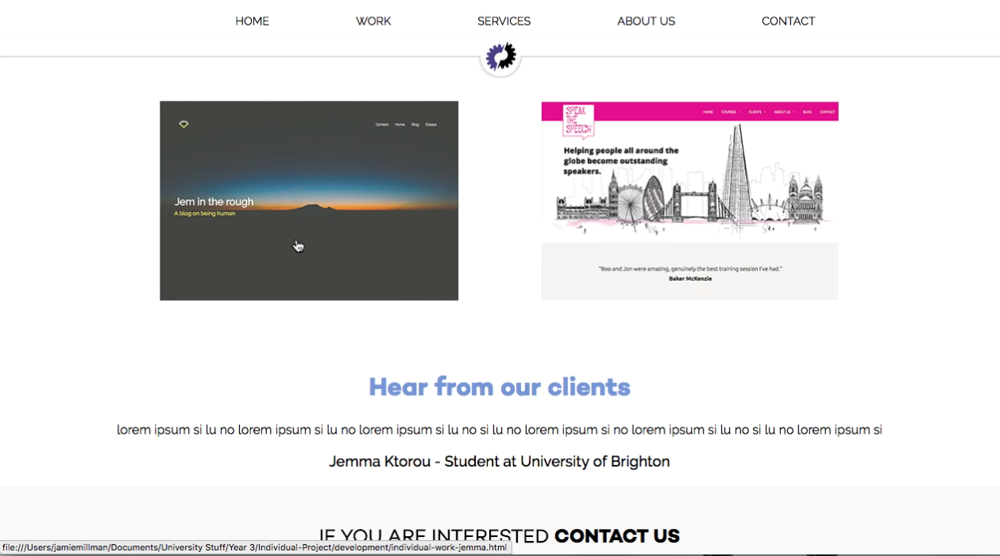 HOME WORK SERVICES ABOUT US CONTACT
Contact Home Blog Essays
Jem in the rough
A blog on being human
SPEAK
THE
SPEECH
HOME COURSES CLIENTS ABOUT US BLOG CONTACT
Helping people all around the
globe become outstanding
speakers.
"Boo and Jon were amazing, genuinely the best training session I've had."
Baker McKenzie
Hear from our clients
lorem ipsum si lu no lorem ipsum si lu no lorem ipsum si lu no si lu no lorem ipsum si no lorem ipsum si lu no si lu no lorem ipsum si
Jemma Ktorou - Student at University of Brighton
IF YOU ARE INTERESTED CONTACT US
file:///Users/jamiemillman/Documents/University Stuff/Year 3/Individual-Project/development/individual-work-jemma.html